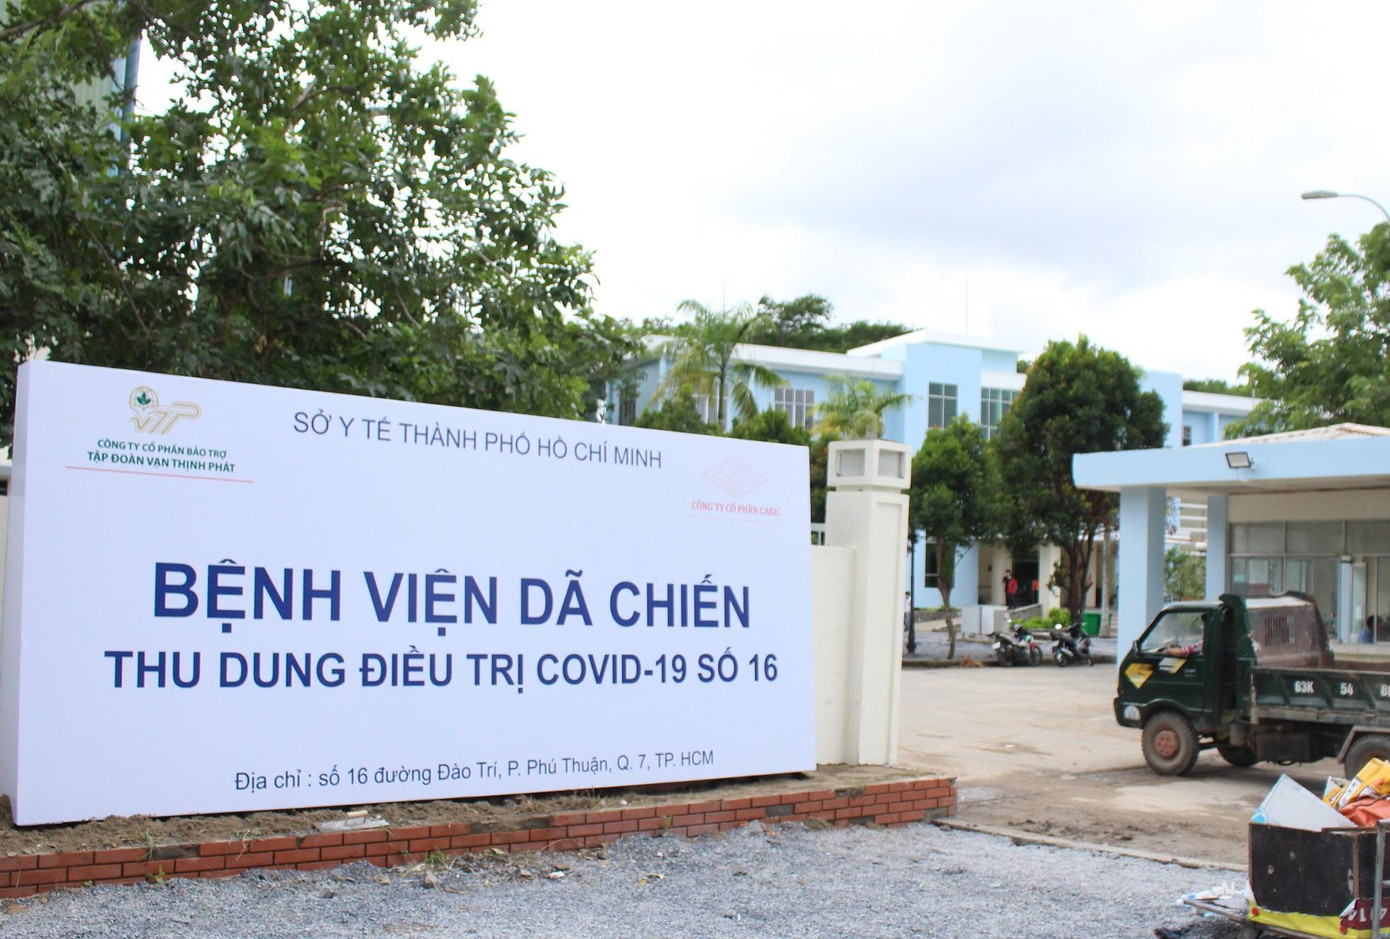 VTP
CÔNG TY CỔ PHẦN BẢO TRỢ
TẬP ĐOÀN VẠN THỊNH PHÁT
SỞ Y TẾ THÀNH PHỐ HỒ CHÍ MINH
CÔNG TY CỔ PHẦN CARIC
BỆNH VIỆN DÃ CHIẾN
THU DUNG ĐIỀU TRỊ COVID-19 SỐ 16
Địa chỉ : số 16 đường Đào Trí, P. Phú Thuận, Q. 7, TP. HCM
63K 54